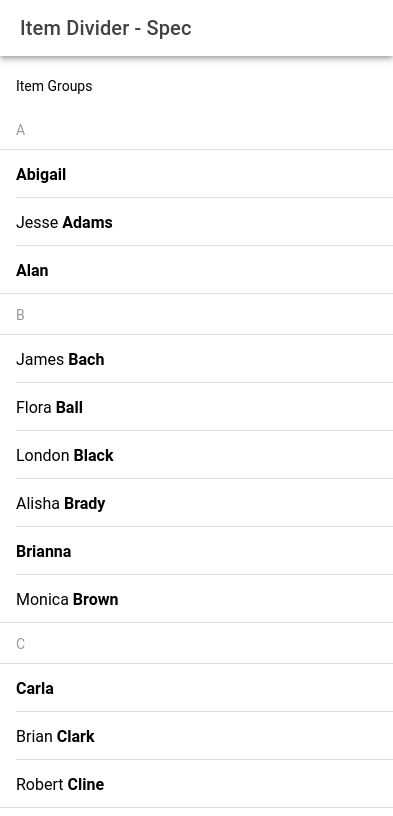 Item Divider - Spec
Item Groups
A
Abigail
Jesse Adams
Alan
B
James Bach
Flora Ball
London Black
Alisha Brady
Brianna
Monica Brown
C
Carla
Brian Clark
Robert Cline